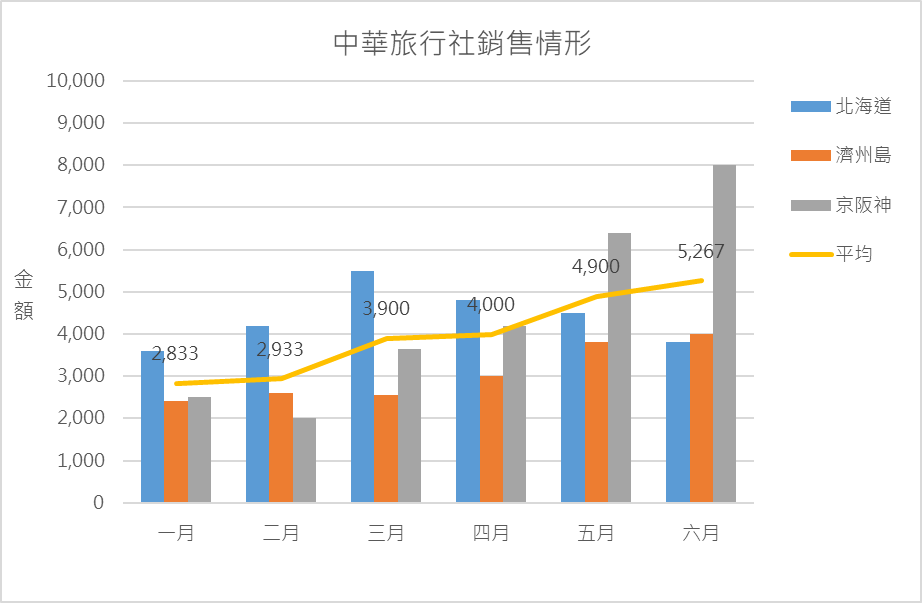 中華旅行社銷售情形
10,000
9,000
8,000
7,000
6,000
5,000
4,000
3,000
2,000
1,000
0
金
額
2,833
2,933
3,900
4,000
4,900
5,267
一月
二月
三月
四月
五月
六月
北海道
濟州島
京阪神
平均